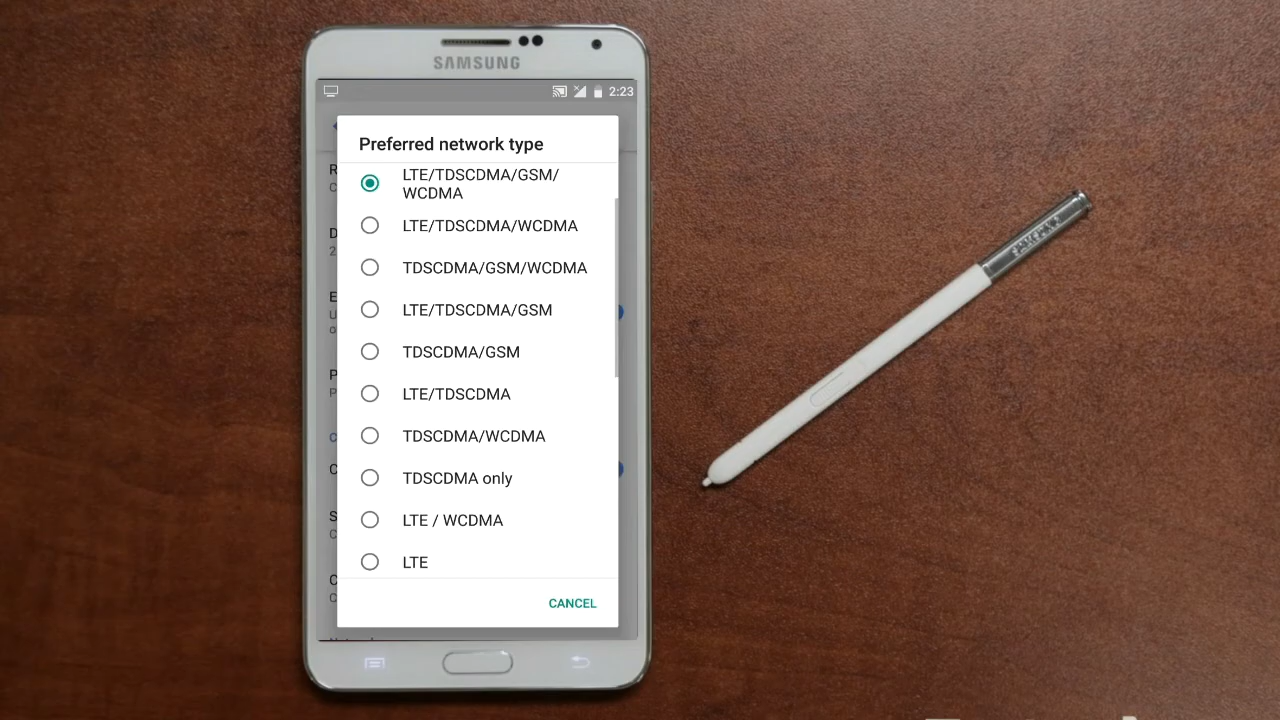 SAMSUNG
2:23
Preferred network type
LTE/TDSCDMA/GSM/
WCDMA
LTE/TDSCDMA/WCDMA
TDSCDMA/GSM/WCDMA
LTE/TDSCDMA/GSM
TDSCDMA/GSM
LTE/TDSCDMA
TDSCDMA/WCDMA
TDSCDMA only
LTE / WCDMA
LTE
CANCEL
SAMSUNG